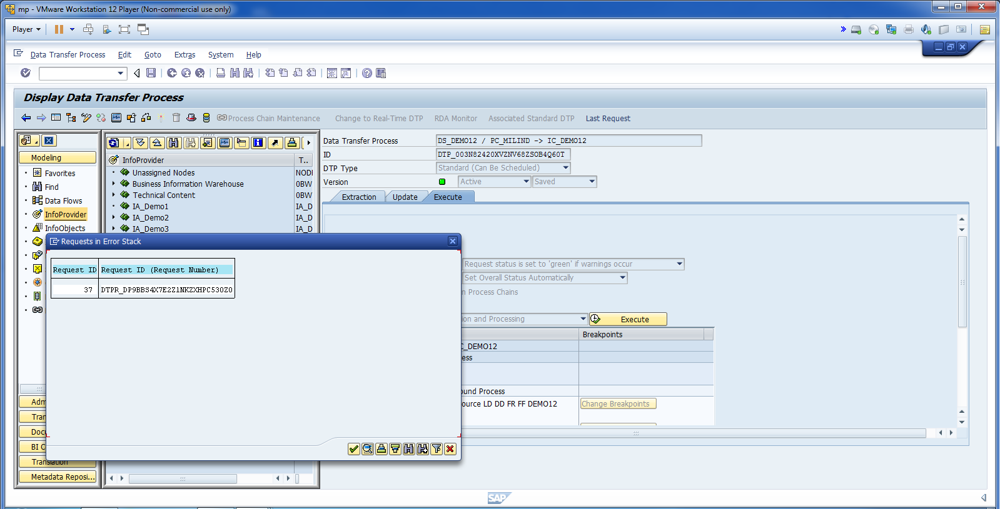 mp - VMware Workstation 12 Player (Non-commercial use only)
Player
Data Transfer Process Edit Goto Extras System Help
Display Data Transfer Process
Process Chain Maintenance Change to Real-Time DTP RDA Monitor Associated Standard DTP Last Request
Modeling
Favorites
Find
Data Flows
InfoProvider
InfoObjects
Adm
Tran
Docu
BI C
Translation
Metadata Reposi...
InfoProvider T..
Unassigned Nodes NODE
Business Information Warehouse 0BW
Technical Content 0BW
IA_Demo1 IA_D
IA_Demo2 IA_D
IA_Demo3 IA_D
Data Transfer Process DS_DEMO12 / PC_MILIND -> IC_DEMO12
ID DTP_003N82420XVZNV68ZSOB4Q60T
DTP Type Standard (Can Be Scheduled)
Version Active Saved
Extraction Update Execute
Request status is set to 'green' if warnings occur
Set Overall Status Automatically
n Process Chains
ion and Processing Execute
Breakpoints
C_DEMO12
ess
und Process
ource LD DD FR FF DEMO12 Change Breakpoints
Requests in Error Stack
Request ID Request ID (Request Number)
37 DTPR_DP9BBS4X7E2Z1NKZXHPC530Z0
SAP